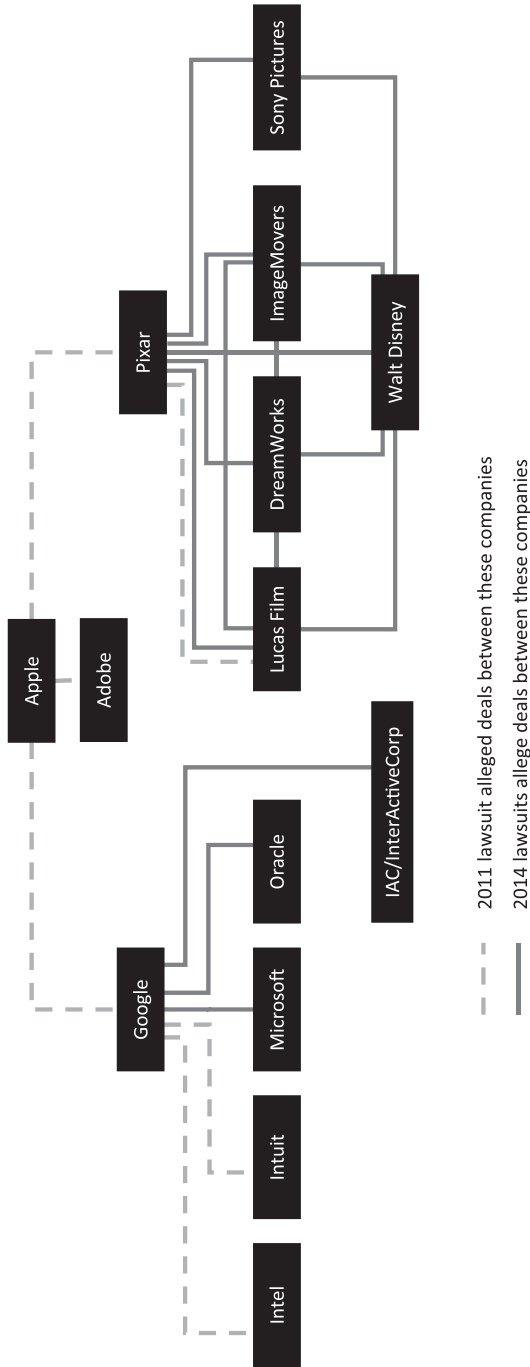 Apple
Adobe
Google
Pixar
Intel
Intuit
Microsoft
Oracle
Lucas Film
DreamWorks
ImageMovers
Sony Pictures
IAC/InterActiveCorp
Walt Disney
2011 lawsuit alleged deals between these companies
2014 lawsuits allege deals between these companies